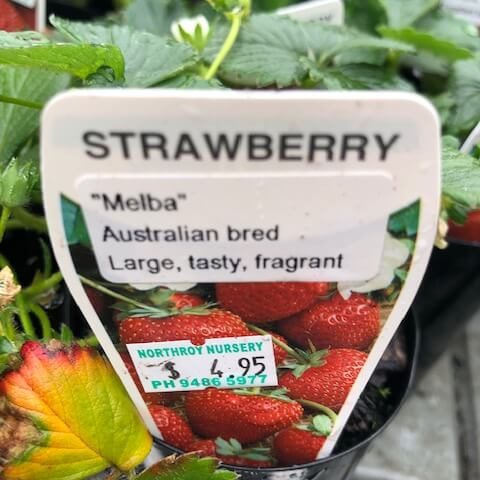 STRAWBERRY
"Melba"
Australian bred
Large, tasty, fragrant
NORTHROY NURSERY
$ 4.95
PH 9486 5977